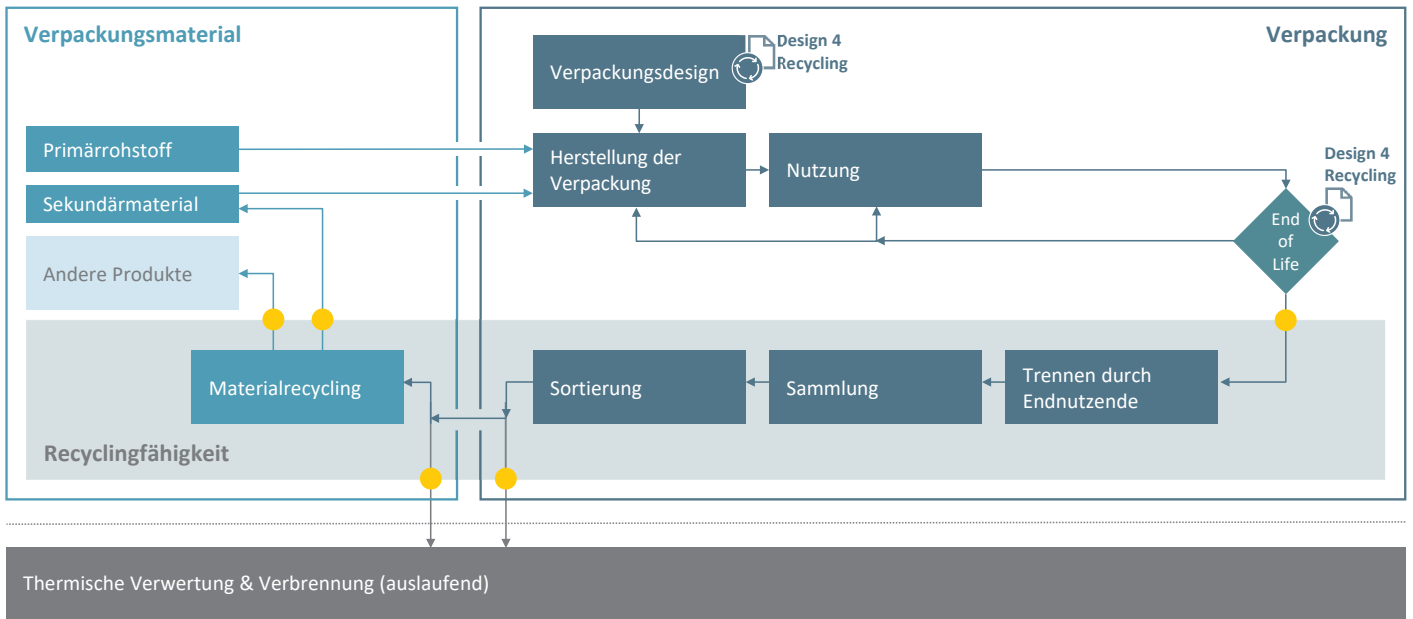 Verpackungsmaterial
Verpackung
Design 4
Recycling
Verpackungsdesign
Primärrohstoff
Herstellung der
Verpackung
Nutzung
Design 4
Recycling
Sekundärmaterial
End
of
Life
Andere Produkte
Materialrecycling
Sortierung
Sammlung
Trennen durch
Endnutzende
Recyclingfähigkeit
Thermische Verwertung & Verbrennung (auslaufend)